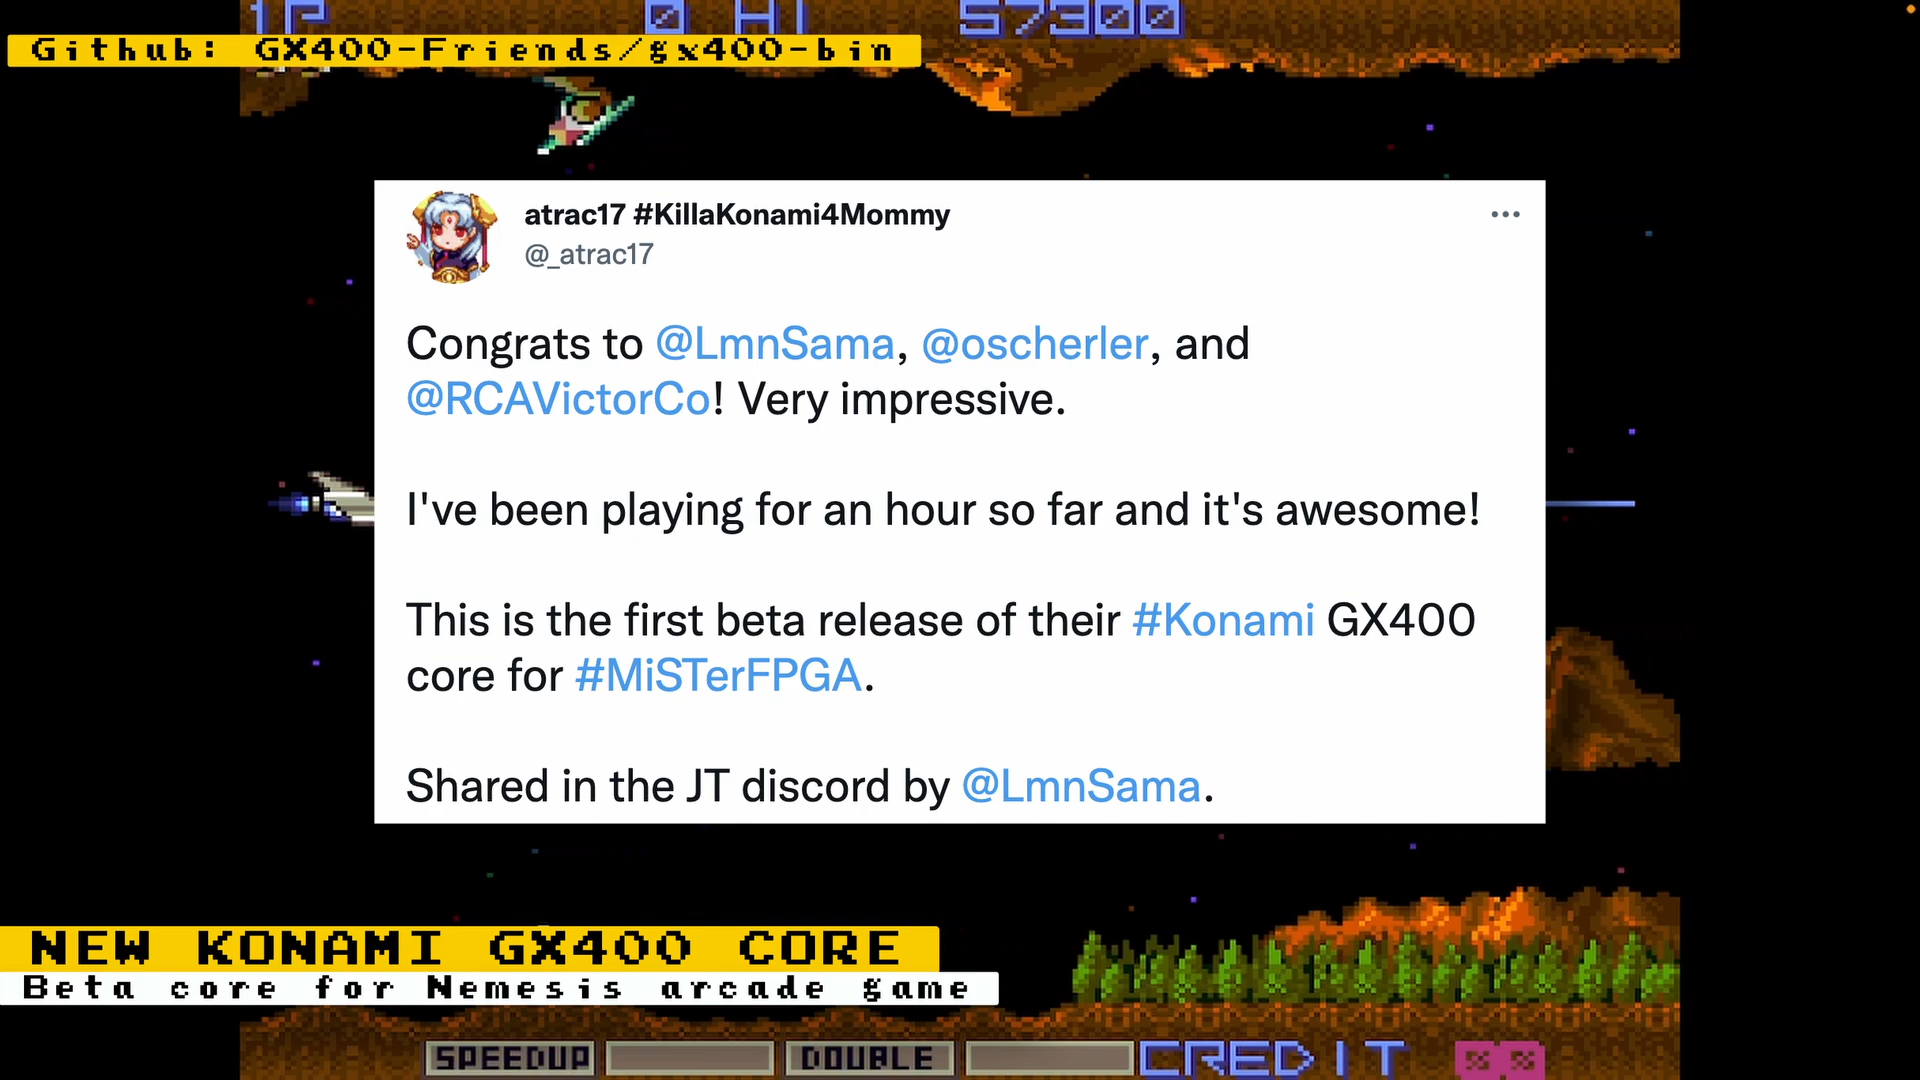 1P 0 HI 57300
Github: GX400-Friends/gx400-bin
atrac17 #KillaKonami4Mommy
@_atrac17
Congrats to @LmnSama, @oscherler, and
@RCAVictorCo! Very impressive.
I've been playing for an hour so far and it's awesome!
This is the first beta release of their #Konami GX400
core for #MiSTerFPGA.
Shared in the JT discord by @LmnSama.
NEW KONAMI GX400 CORE
Beta core for Nemesis arcade game
SPEEDUP DOUBLE CREDIT